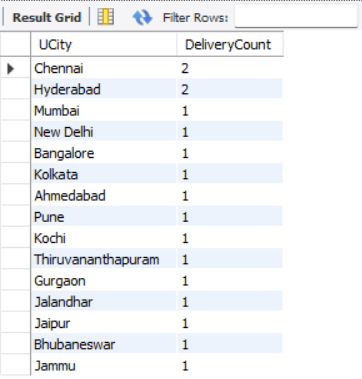 Result Grid Filter Rows:
UCity DeliveryCount
Chennai 2
Hyderabad 2
Mumbai 1
New Delhi 1
Bangalore 1
Kolkata 1
Ahmedabad 1
Pune 1
Kochi 1
Thiruvananthapuram 1
Gurgaon 1
Jalandhar 1
Jaipur 1
Bhubaneswar 1
Jammu 1